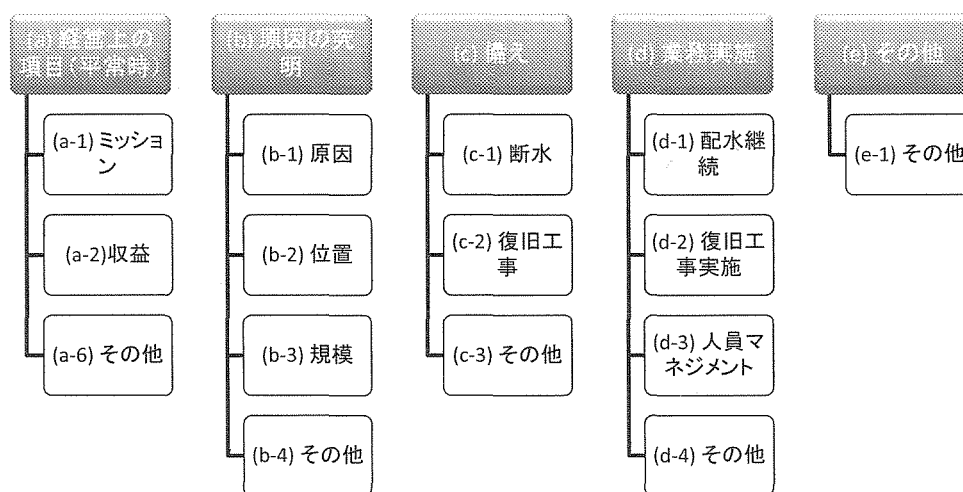 (a) 経営上の
項目(平常時)
(a-1) ミッショ
ン
(a-2)収益
(a-6) その他
(b) 原因の究
明
(b-1) 原因
(b-2) 位置
(b-3) 規模
(b-4) その他
(c) 備え
(c-1) 断水
(c-2) 復旧工
事
(c-3) その他
(d) 業務実施
(d-1) 配水継
続
(d-2) 復旧工
事実施
(d-3) 人員マ
ネジメント
(d-4) その他
(e) その他
(e-1) その他